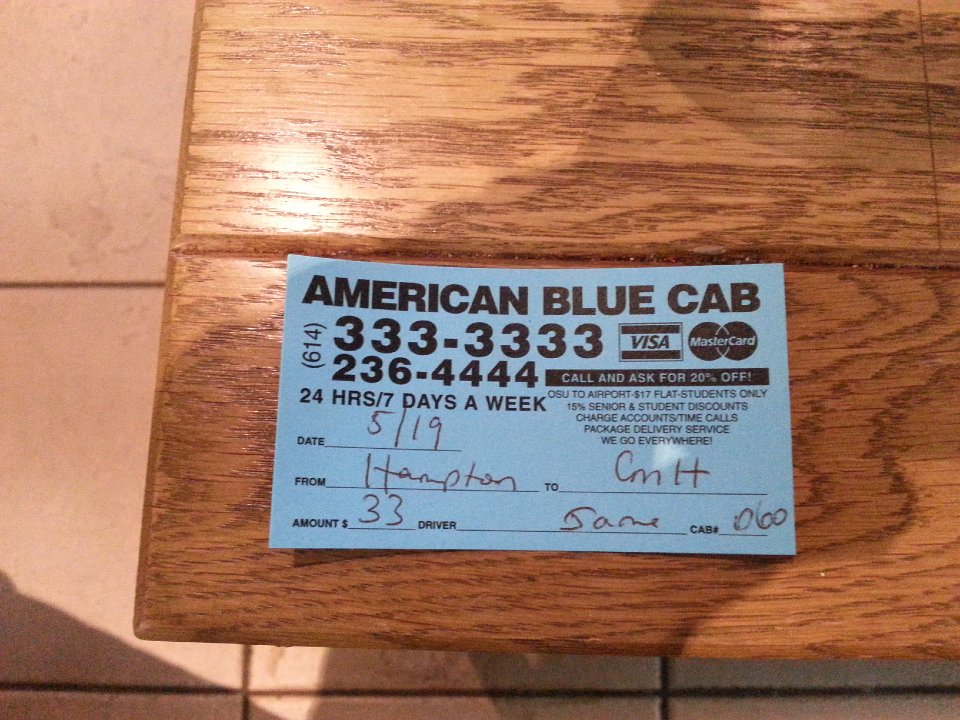 AMERICAN BLUE CAB
(614) 333-3333 VISA MasterCard
236-4444 CALL AND ASK FOR 20% OFF!
24 HRS/7 DAYS A WEEK
OSU TO AIRPORT-$17 FLAT-STUDENTS ONLY
15% SENIOR & STUDENT DISCOUNTS
CHARGE ACCOUNTS/TIME CALLS
PACKAGE DELIVERY SERVICE
WE GO EVERYWHERE!
DATE 5/19
FROM Hampton TO CMH
AMOUNT $ 33 DRIVER CAB# 060